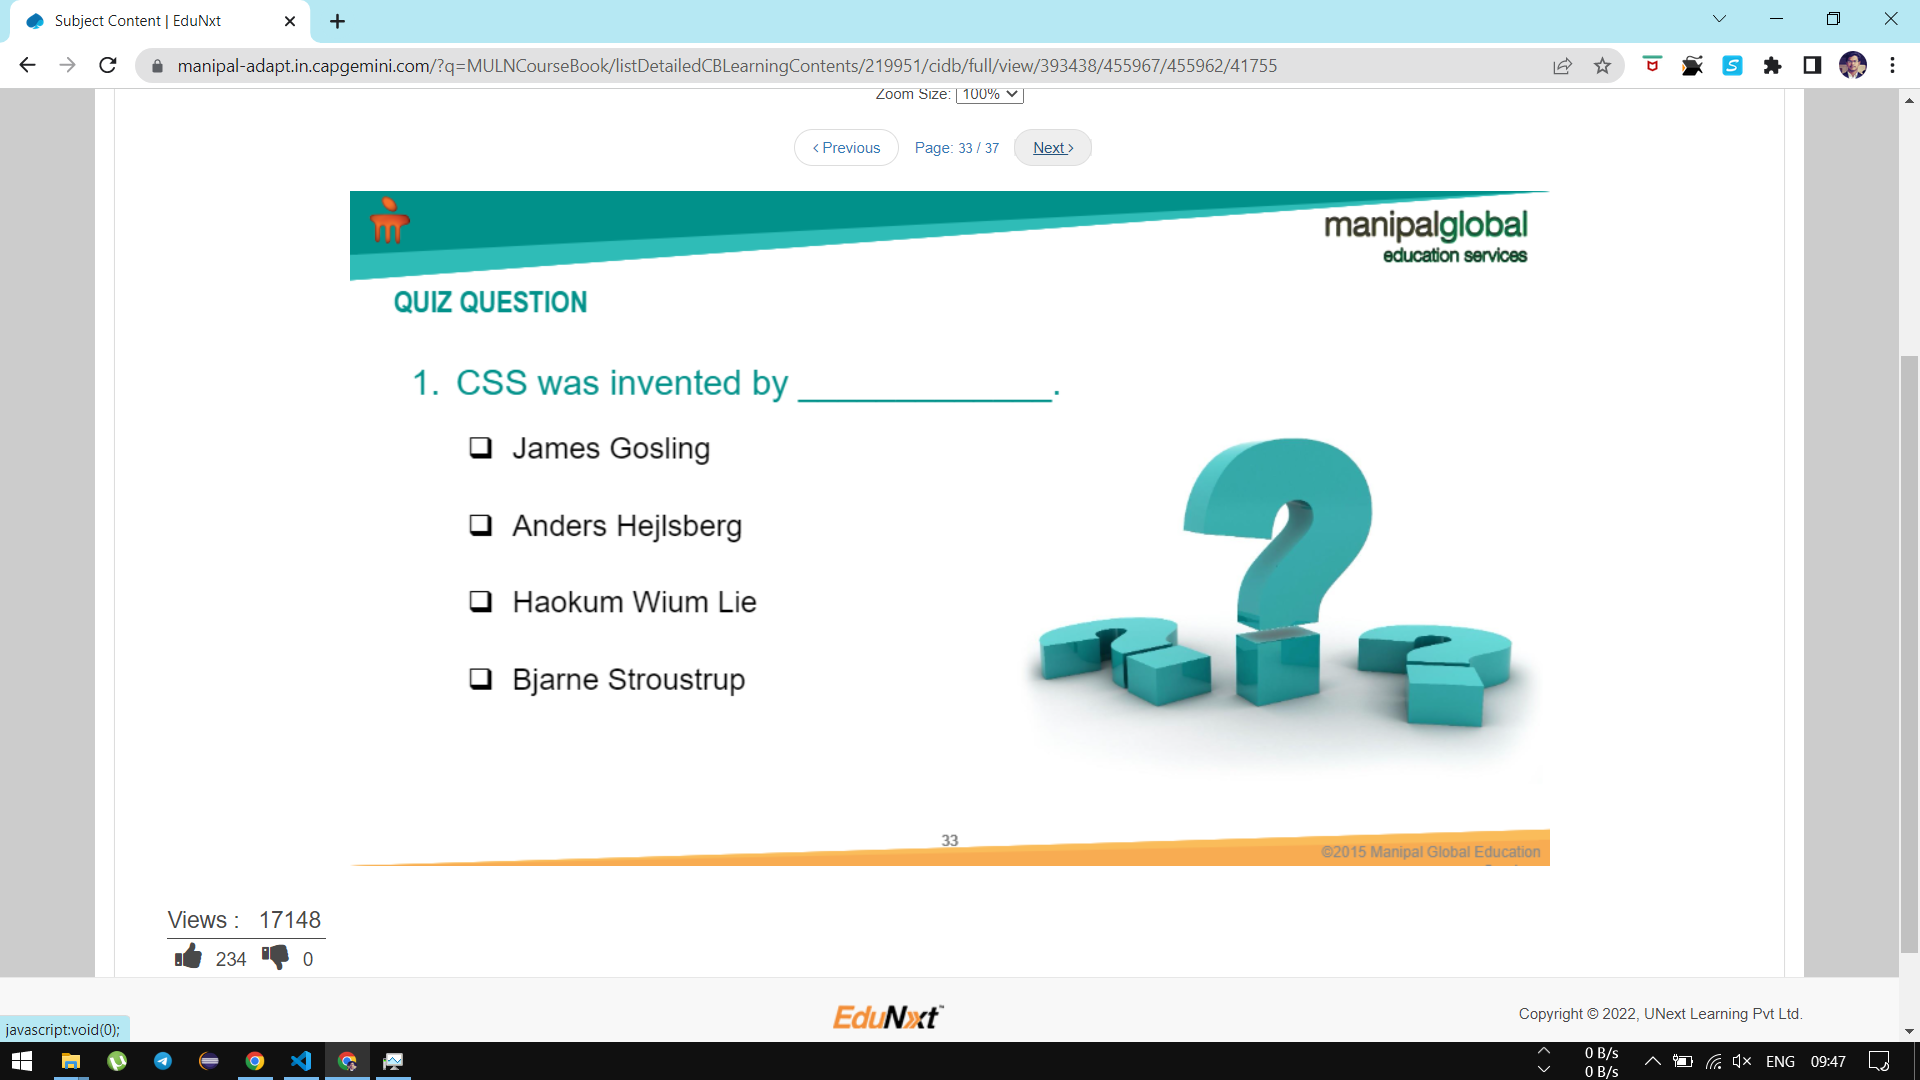 Subject Content | EduNxt
manipal-adapt.in.capgemini.com/?q=MULNCourseBook/listDetailedCBLearningContents/219951/cidb/full/view/393438/455967/455962/41755
Zoom Size: 100%
‹ Previous Page: 33 / 37 Next ›
manipalglobal
education services
QUIZ QUESTION
1. CSS was invented by ______________.
❑ James Gosling
❑ Anders Hejlsberg
❑ Haokum Wium Lie
❑ Bjarne Stroustrup
33
©2015 Manipal Global Education
Views : 17148
234 0
EduNxt™
Copyright © 2022, UNext Learning Pvt Ltd.
javascript:void(0);
0 B/s
0 B/s
ENG 09:47